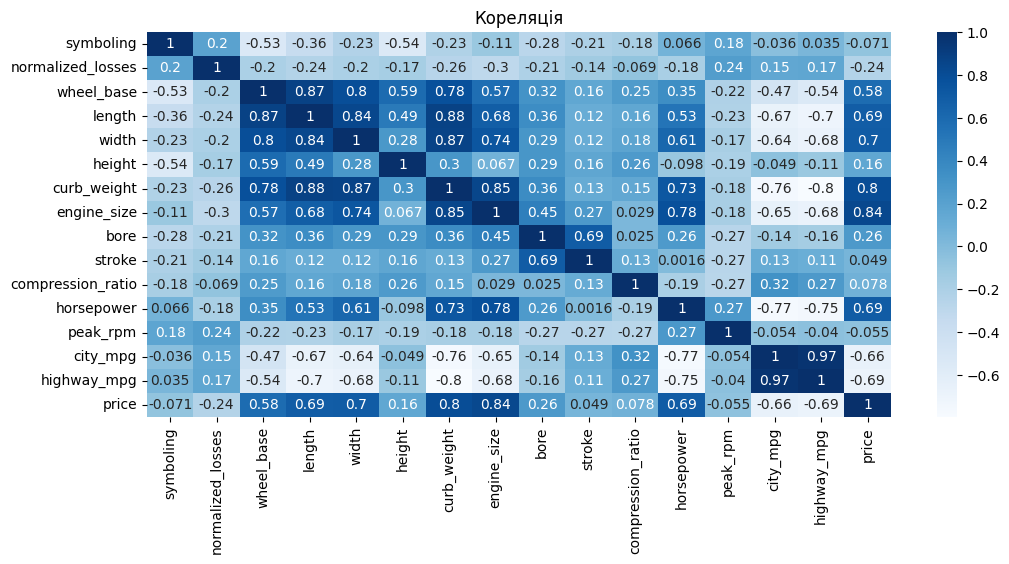 Кореляція
symboling 1 0.2 -0.53 -0.36 -0.23 -0.54 -0.23 -0.11 -0.28 -0.21 -0.18 0.066 0.18 -0.036 0.035 -0.071
normalized_losses 0.2 1 -0.2 -0.24 -0.2 -0.17 -0.26 -0.3 -0.21 -0.14 -0.069 -0.18 0.24 0.15 0.17 -0.24
wheel_base -0.53 -0.2 1 0.87 0.8 0.59 0.78 0.57 0.32 0.16 0.25 0.35 -0.22 -0.47 -0.54 0.58
length -0.36 -0.24 0.87 1 0.84 0.49 0.88 0.68 0.36 0.12 0.16 0.53 -0.23 -0.67 -0.7 0.69
width -0.23 -0.2 0.8 0.84 1 0.28 0.87 0.74 0.29 0.12 0.18 0.61 -0.17 -0.64 -0.68 0.7
height -0.54 -0.17 0.59 0.49 0.28 1 0.3 0.067 0.29 0.16 0.26 -0.098 -0.19 -0.049 -0.11 0.16
curb_weight -0.23 -0.26 0.78 0.88 0.87 0.3 1 0.85 0.36 0.13 0.15 0.73 -0.18 -0.76 -0.8 0.8
engine_size -0.11 -0.3 0.57 0.68 0.74 0.067 0.85 1 0.45 0.27 0.029 0.78 -0.18 -0.65 -0.68 0.84
bore -0.28 -0.21 0.32 0.36 0.29 0.29 0.36 0.45 1 0.69 0.025 0.26 -0.27 -0.14 -0.16 0.26
stroke -0.21 -0.14 0.16 0.12 0.12 0.16 0.13 0.27 0.69 1 0.13 0.0016 -0.27 0.13 0.11 0.049
compression_ratio -0.18 -0.069 0.25 0.16 0.18 0.26 0.15 0.029 0.025 0.13 1 -0.19 -0.27 0.32 0.27 0.078
horsepower 0.066 -0.18 0.35 0.53 0.61 -0.098 0.73 0.78 0.26 0.0016 -0.19 1 0.27 -0.77 -0.75 0.69
peak_rpm 0.18 0.24 -0.22 -0.23 -0.17 -0.19 -0.18 -0.18 -0.27 -0.27 -0.27 0.27 1 -0.054 -0.04 -0.055
city_mpg -0.036 0.15 -0.47 -0.67 -0.64 -0.049 -0.76 -0.65 -0.14 0.13 0.32 -0.77 -0.054 1 0.97 -0.66
highway_mpg 0.035 0.17 -0.54 -0.7 -0.68 -0.11 -0.8 -0.68 -0.16 0.11 0.27 -0.75 -0.04 0.97 1 -0.69
price -0.071 -0.24 0.58 0.69 0.7 0.16 0.8 0.84 0.26 0.049 0.078 0.69 -0.055 -0.66 -0.69 1
symboling
normalized_losses
wheel_base
length
width
height
curb_weight
engine_size
bore
stroke
compression_ratio
horsepower
peak_rpm
city_mpg
highway_mpg
price
1.0
0.8
0.6
0.4
0.2
0.0
−0.2
−0.4
−0.6